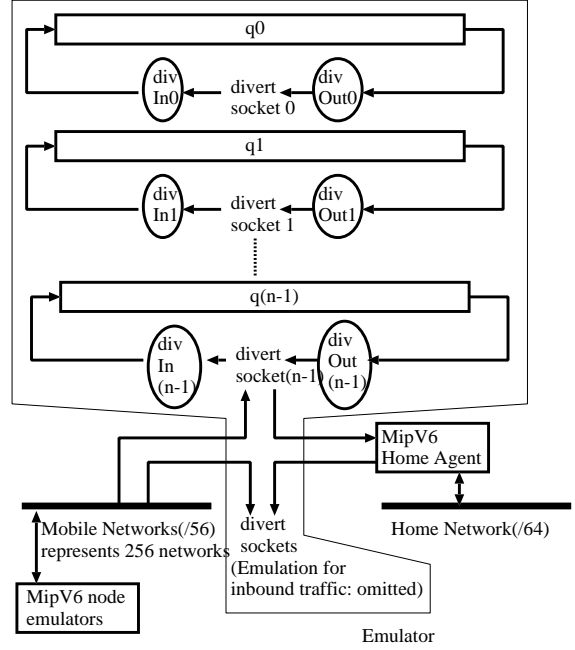 q0
div
In0
divert
socket 0
div
Out0
q1
div
In1
divert
socket 1
div
Out1
q(n-1)
div
In
(n-1)
divert
socket(n-1)
div
Out
(n-1)
MipV6
Home Agent
Mobile Networks(/56)
represents 256 networks
divert
sockets
(Emulation for
inbound traffic: omitted)
Home Network(/64)
MipV6 node
emulators
Emulator